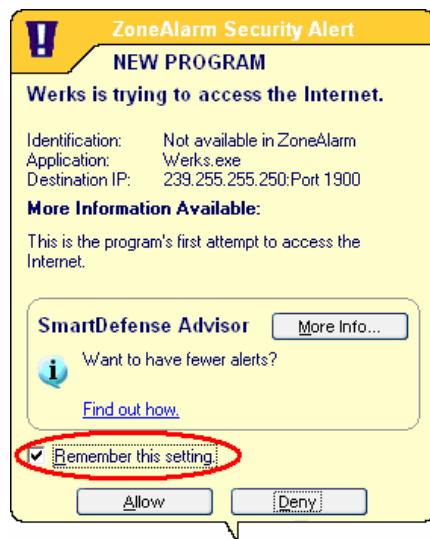 ZoneAlarm Security Alert
NEW PROGRAM
Werks is trying to access the Internet.
Identification: Not available in ZoneAlarm
Application: Werks.exe
Destination IP: 239.255.255.250:Port 1900
More Information Available:
This is the program's first attempt to access the
Internet.
SmartDefense Advisor More Info...
Want to have fewer alerts?
Find out how.
Remember this setting.
Allow Deny